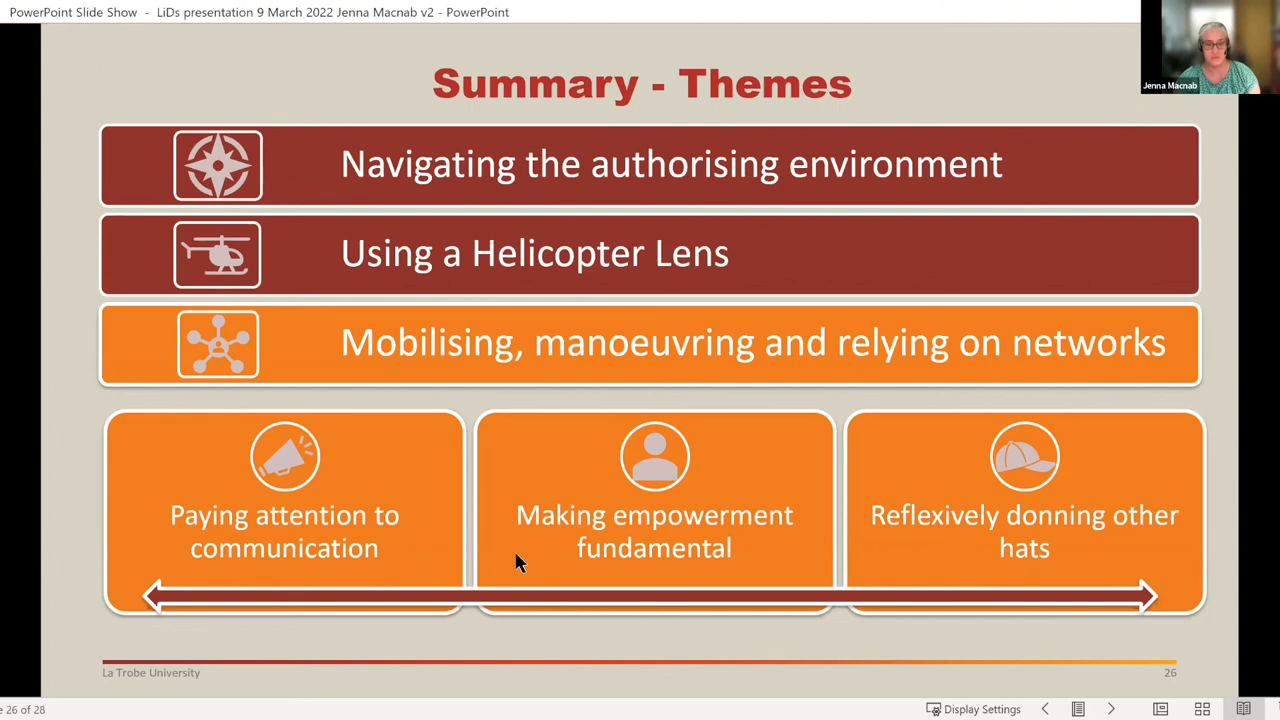 PowerPoint Slide Show - LiDs presentation 9 March 2022 Jenna Macnab v2 - PowerPoint
Jenna Macnab
Summary - Themes
Navigating the authorising environment
Using a Helicopter Lens
Mobilising, manoeuvring and relying on networks
Paying attention to
communication
Making empowerment
fundamental
Reflexively donning other
hats
La Trobe University
26
e 26 of 28
Display Settings